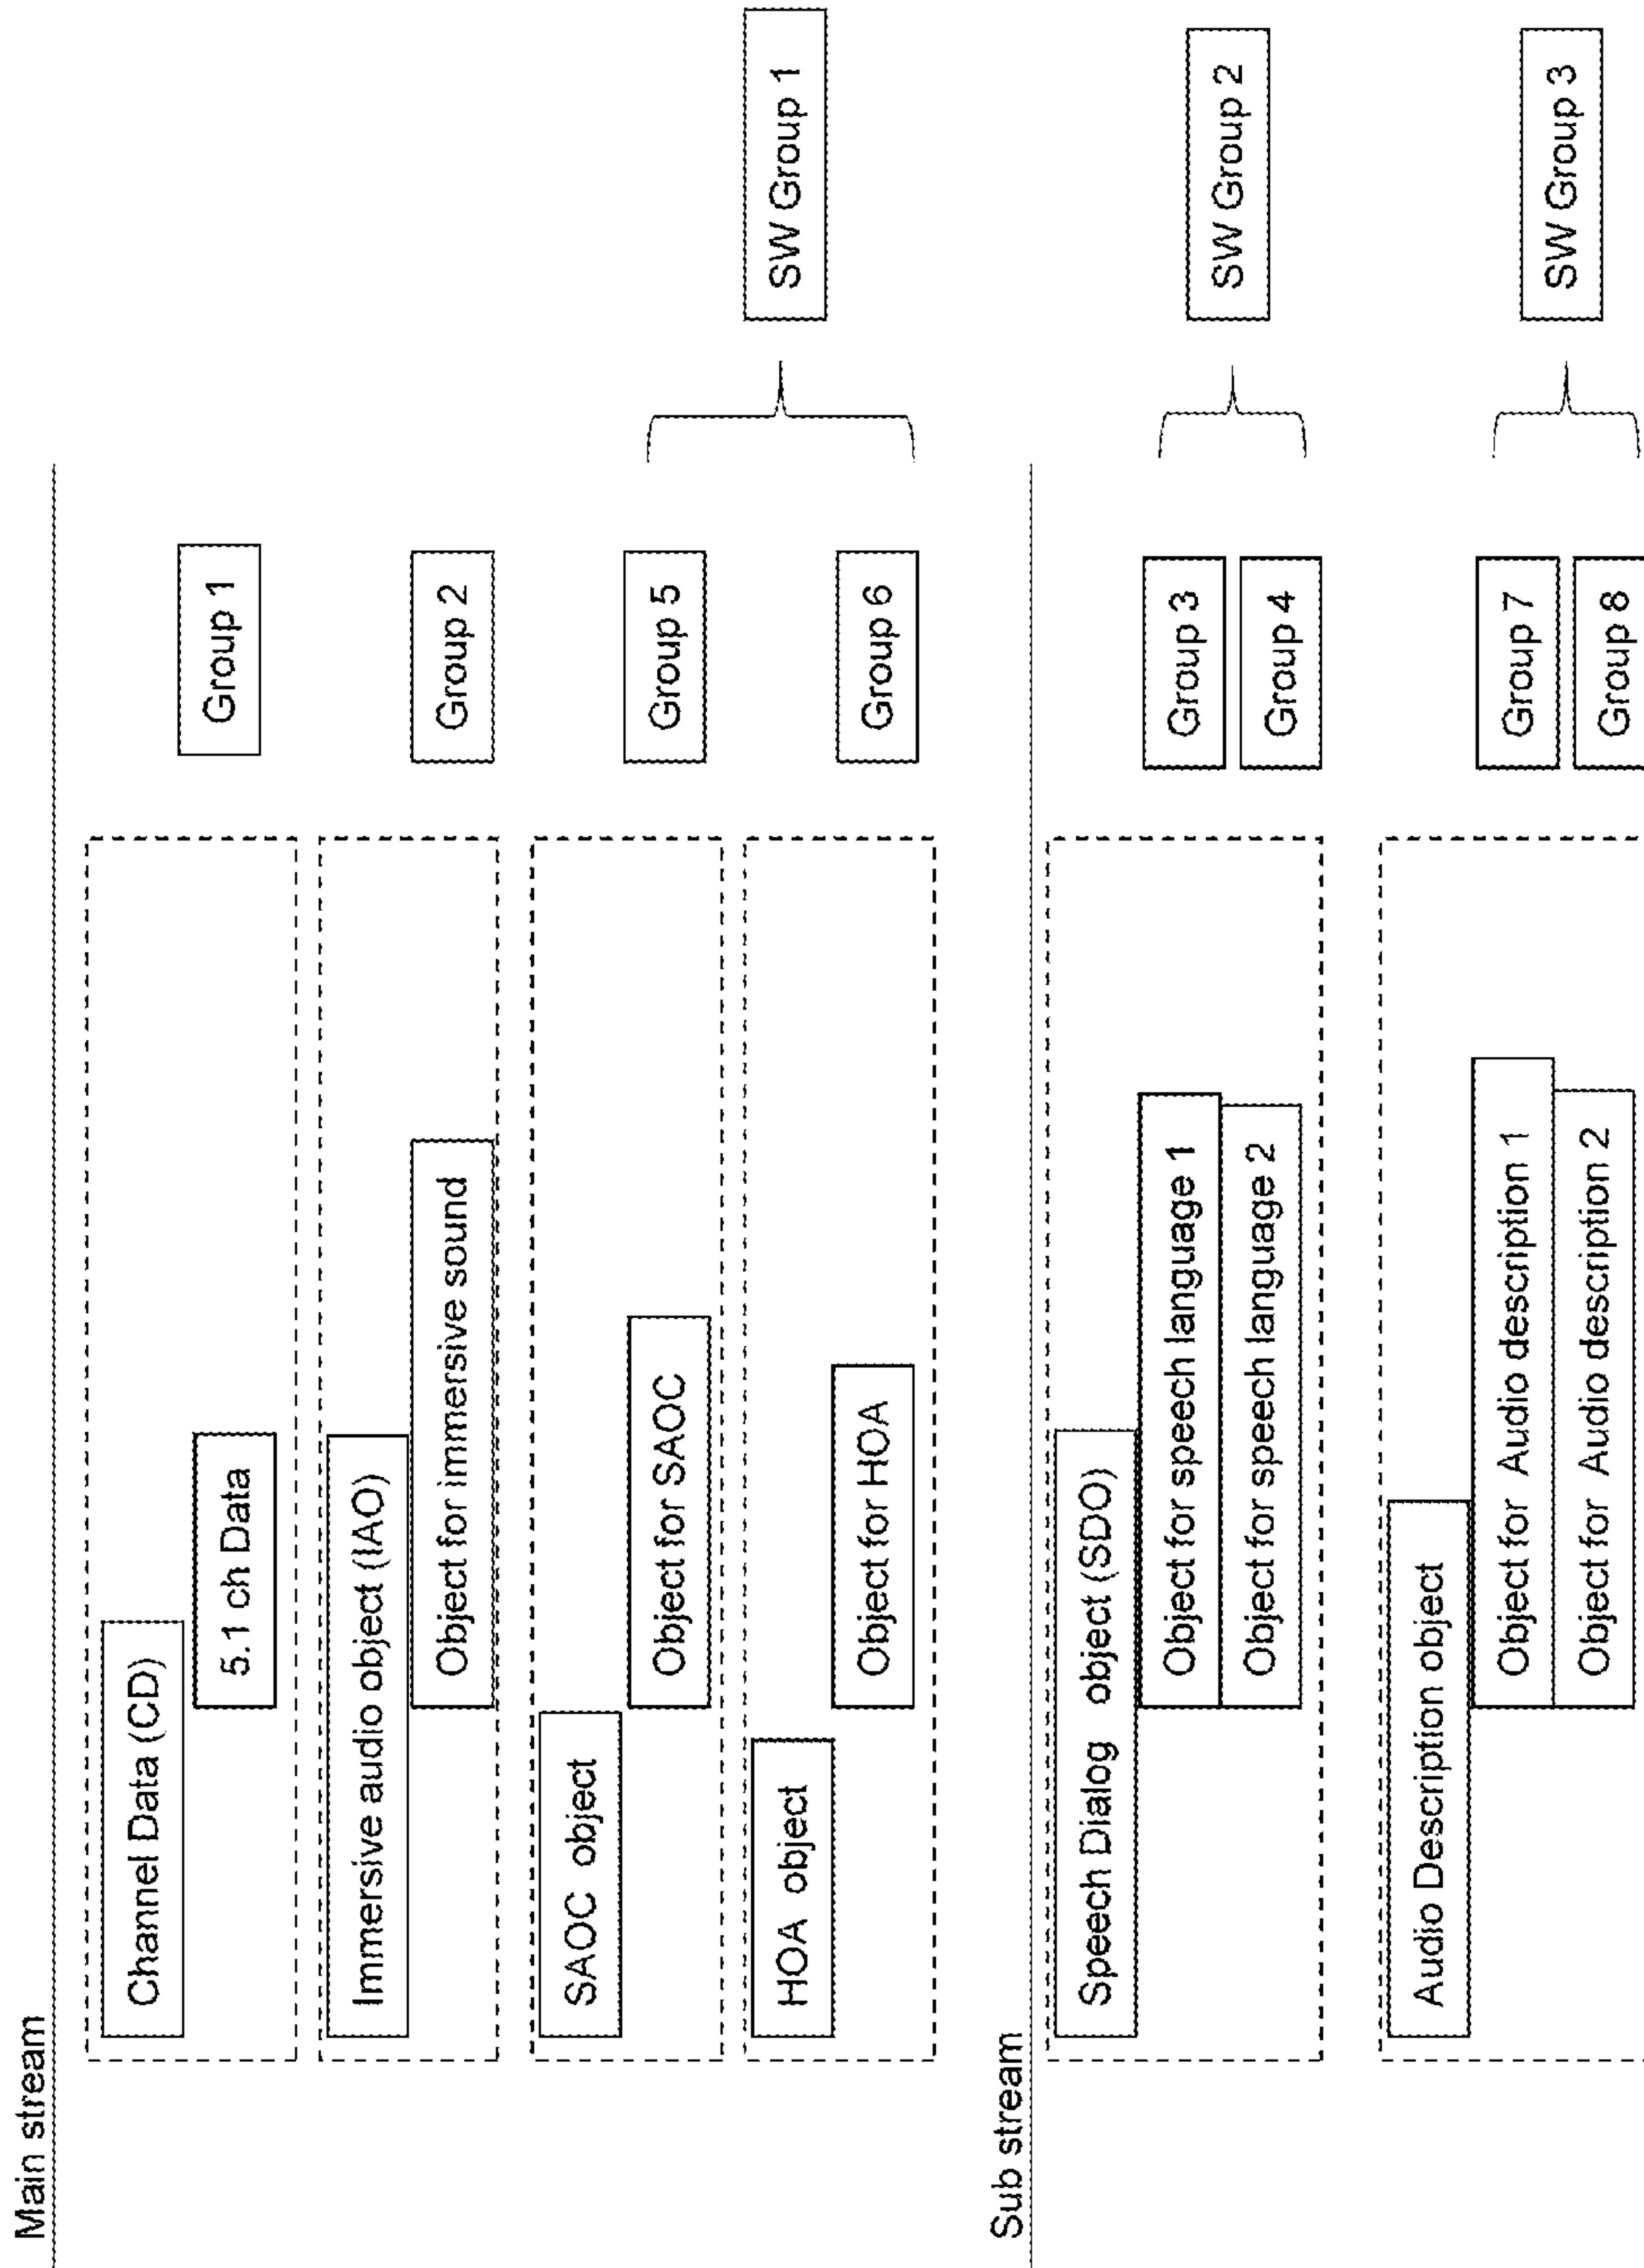 Main stream
Channel Data (CD)
5.1 ch Data
Group 1
Immersive audio object (IAO)
Object for immersive sound
Group 2
SAOC object
Object for SAOC
Group 5
HOA object
Object for HOA
Group 6
SW Group 1
Sub stream
Speech Dialog object (SDO)
Object for speech language 1
Group 3
Object for speech language 2
Group 4
SW Group 2
Audio Description object
Object for Audio description 1
Group 7
Object for Audio description 2
Group 8
SW Group 3